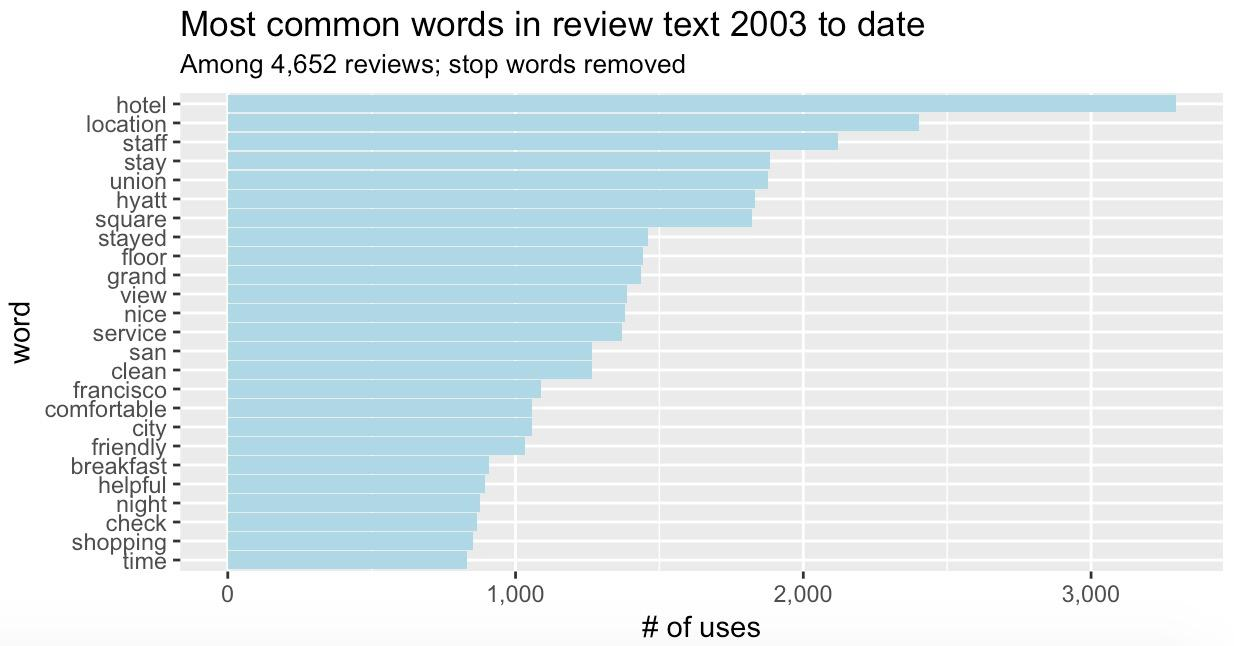 Most common words in review text 2003 to date
Among 4,652 reviews; stop words removed
hotel
location
staff
stay
union
hyatt
square
stayed
floor
grand
view
nice
service
san
clean
francisco
comfortable
city
friendly
breakfast
helpful
night
check
shopping
time
word
0 1,000 2,000 3,000
# of uses